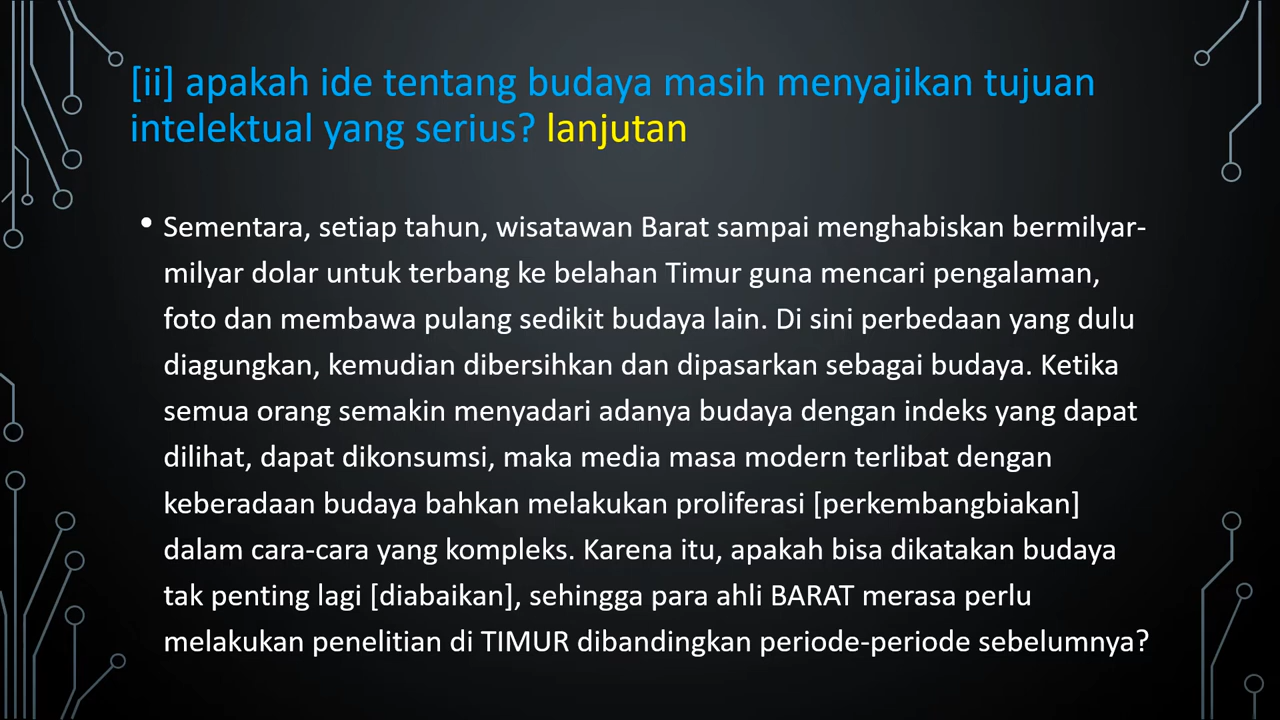 [ii] apakah ide tentang budaya masih menyajikan tujuan
intelektual yang serius? lanjutan
• Sementara, setiap tahun, wisatawan Barat sampai menghabiskan bermilyar-
milyar dolar untuk terbang ke belahan Timur guna mencari pengalaman,
foto dan membawa pulang sedikit budaya lain. Di sini perbedaan yang dulu
diagungkan, kemudian dibersihkan dan dipasarkan sebagai budaya. Ketika
semua orang semakin menyadari adanya budaya dengan indeks yang dapat
dilihat, dapat dikonsumsi, maka media masa modern terlibat dengan
keberadaan budaya bahkan melakukan proliferasi [perkembangbiakan]
dalam cara-cara yang kompleks. Karena itu, apakah bisa dikatakan budaya
tak penting lagi [diabaikan], sehingga para ahli BARAT merasa perlu
melakukan penelitian di TIMUR dibandingkan periode-periode sebelumnya?